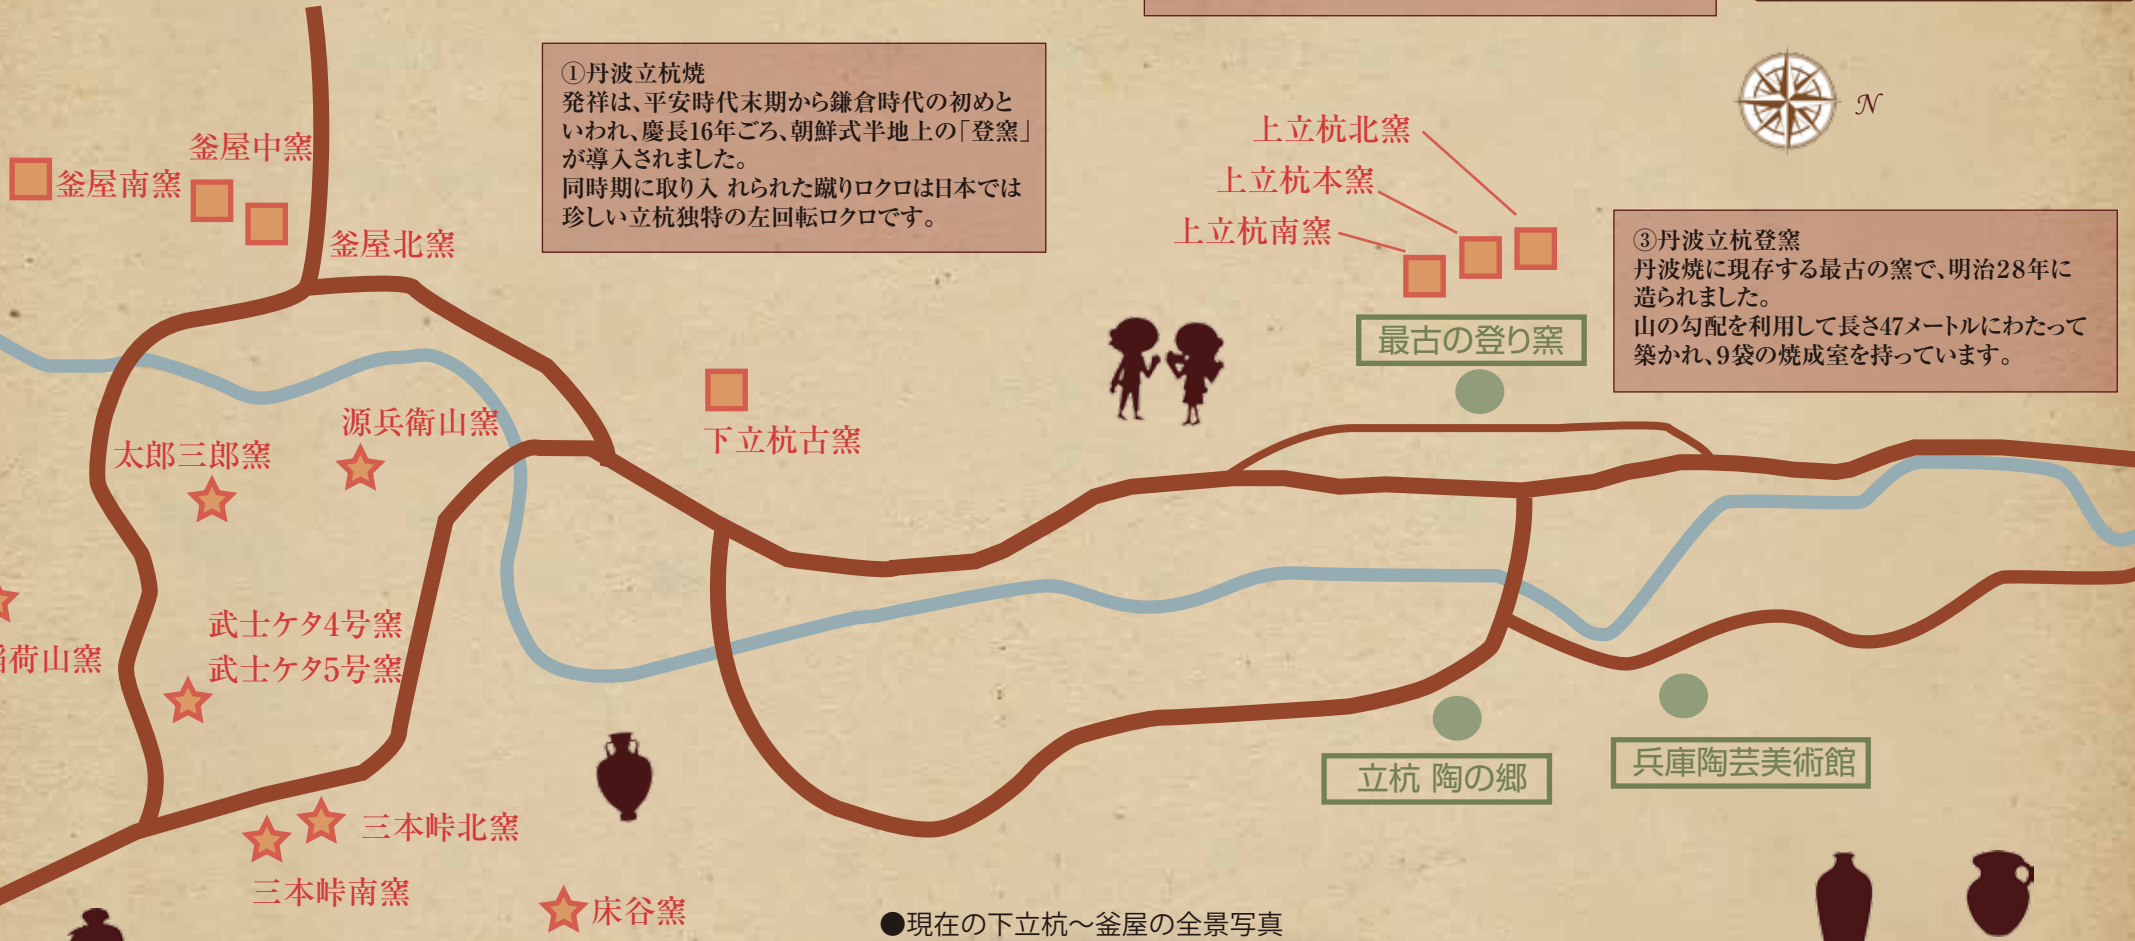 ①丹波立杭焼
発祥は、平安時代末期から鎌倉時代の初めと
いわれ、慶長16年ごろ、朝鮮式半地上の「登窯」
が導入されました。
同時期に取り入 れられた蹴りロクロは日本では
珍しい立杭独特の左回転ロクロです。
N
釜屋中窯
釜屋南窯
釜屋北窯
上立杭北窯
上立杭本窯
上立杭南窯
③丹波立杭登窯
丹波焼に現存する最古の窯で、明治28年に
造られました。
山の勾配を利用して長さ47メートルにわたって
築かれ、9袋の焼成室を持っています。
最古の登り窯
源兵衛山窯
太郎三郎窯
下立杭古窯
武士ケタ4号窯
武士ケタ5号窯
荷山窯
立杭 陶の郷
兵庫陶芸美術館
三本峠北窯
三本峠南窯
床谷窯
●現在の下立杭～釜屋の全景写真